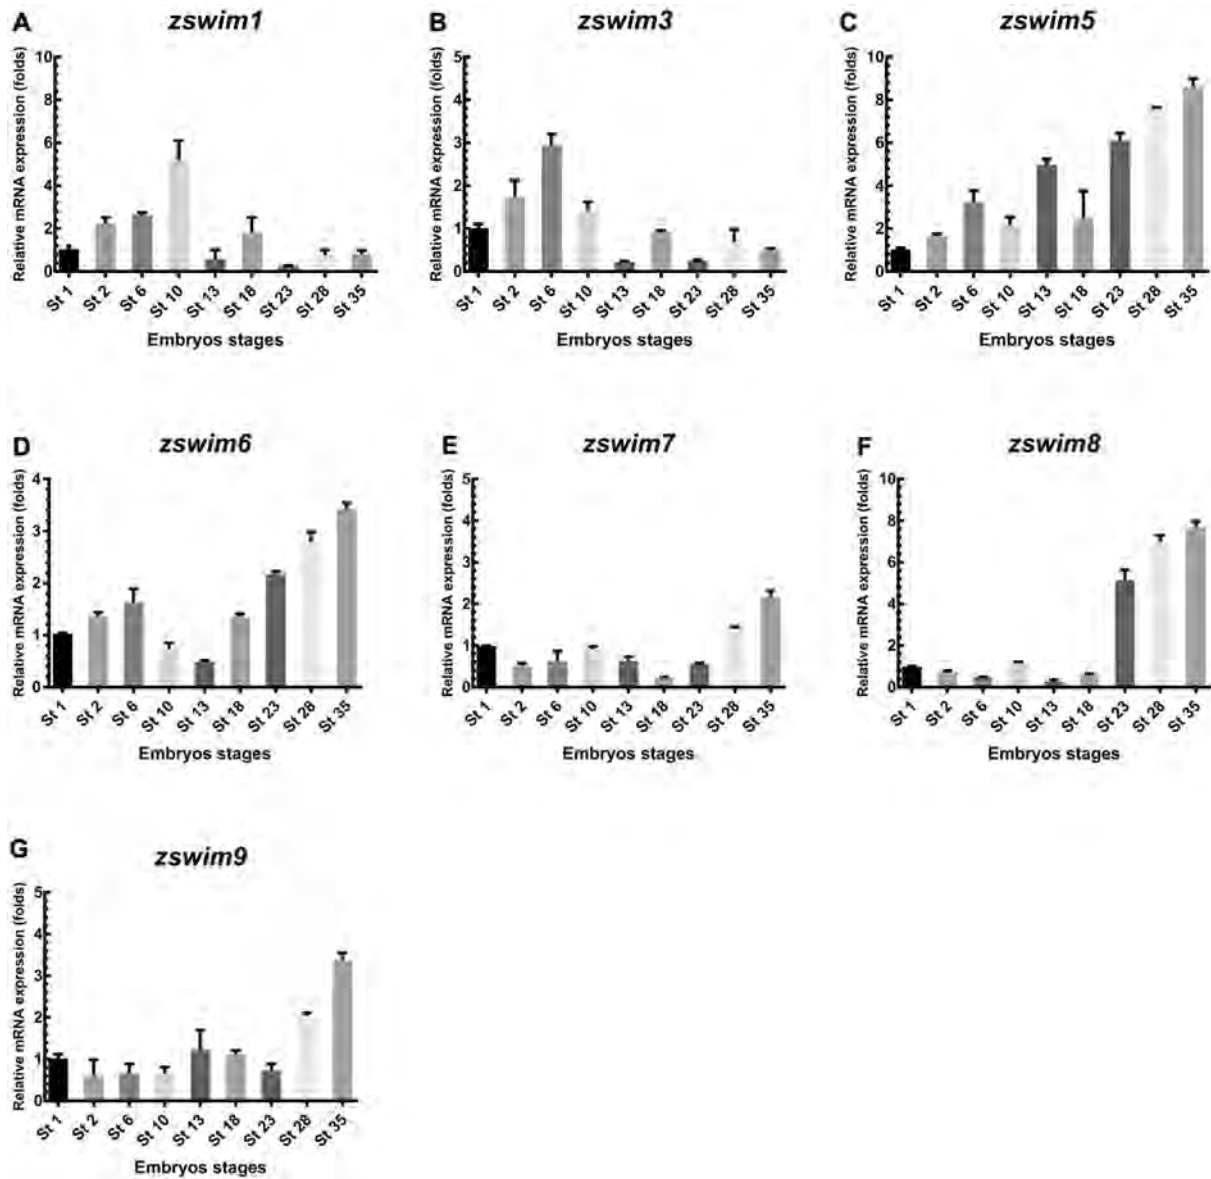 A zswim1
Relative mRNA expression (folds)
10
8
6
4
2
0
St 1 St 2 St 6 St 10 St 13 St 18 St 23 St 28 St 35
Embryos stages
B zswim3
Relative mRNA expression (folds)
5
4
3
2
1
0
St 1 St 2 St 6 St 10 St 13 St 18 St 23 St 28 St 35
Embryos stages
C zswim5
Relative mRNA expression (folds)
10
8
6
4
2
0
St 1 St 2 St 6 St 10 St 13 St 18 St 23 St 28 St 35
Embryos stages
D zswim6
Relative mRNA expression (folds)
4
3
2
1
0
St 1 St 2 St 6 St 10 St 13 St 18 St 23 St 28 St 35
Embryos stages
E zswim7
Relative mRNA expression (folds)
5
4
3
2
1
0
St 1 St 2 St 6 St 10 St 13 St 18 St 23 St 28 St 35
Embryos stages
F zswim8
Relative mRNA expression (folds)
10
8
6
4
2
0
St 1 St 2 St 6 St 10 St 13 St 18 St 23 St 28 St 35
Embryos stages
G zswim9
Relative mRNA expression (folds)
5
4
3
2
1
0
St 1 St 2 St 6 St 10 St 13 St 18 St 23 St 28 St 35
Embryos stages